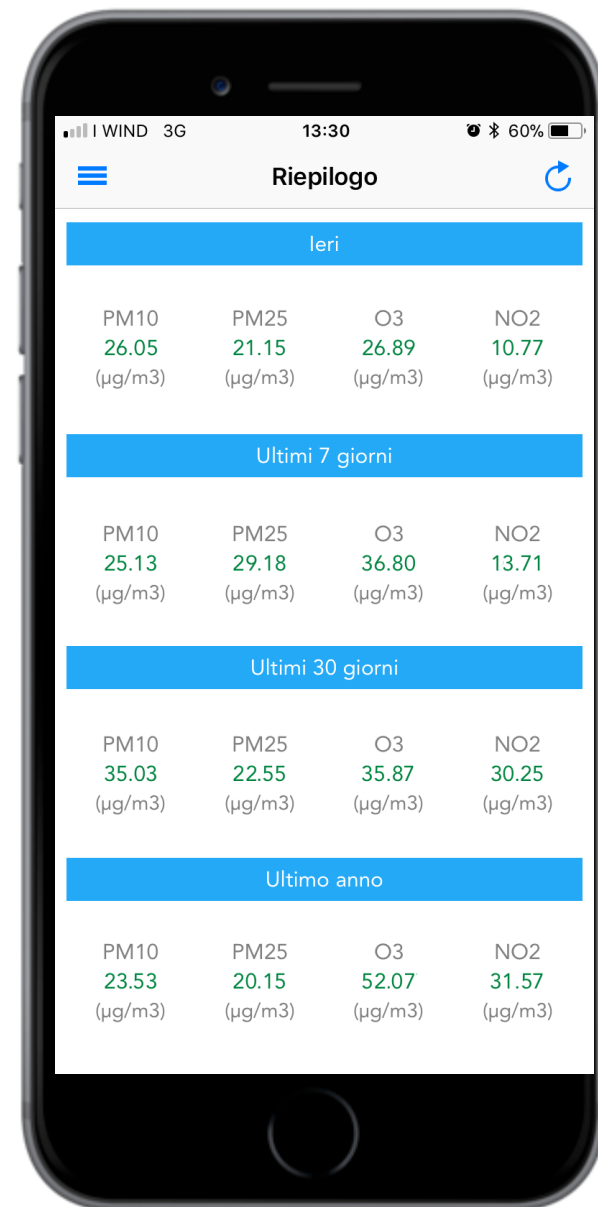 I WIND 3G 13:30 60%
Riepilogo
Ieri
PM10 PM25 O3 NO2
26.05 21.15 26.89 10.77
(µg/m3) (µg/m3) (µg/m3) (µg/m3)
Ultimi 7 giorni
PM10 PM25 O3 NO2
25.13 29.18 36.80 13.71
(µg/m3) (µg/m3) (µg/m3) (µg/m3)
Ultimi 30 giorni
PM10 PM25 O3 NO2
35.03 22.55 35.87 30.25
(µg/m3) (µg/m3) (µg/m3) (µg/m3)
Ultimo anno
PM10 PM25 O3 NO2
23.53 20.15 52.07 31.57
(µg/m3) (µg/m3) (µg/m3) (µg/m3)